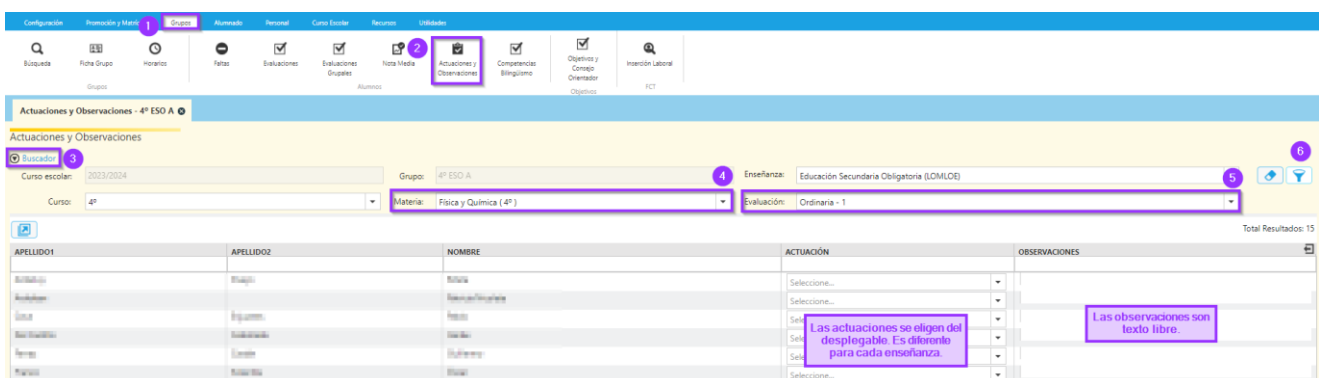 Configuración Promoción y Matríc 1 Grupos Alumnado Personal Curso Escolar Recursos Utilidades
Búsqueda Ficha Grupo Horarios Faltas Evaluaciones Evaluaciones Grupales Nota Media 2 Actuaciones y Observaciones Competencias Bilingüismo Objetivos y Consejo Orientador Inserción Laboral
Grupos Alumnos Objetivos FCT
Actuaciones y Observaciones - 4º ESO A
Actuaciones y Observaciones
Buscador 3 6
Curso escolar: 2023/2024 Grupo: 4º ESO A 4 Enseñanza: Educación Secundaria Obligatoria (LOMLOE) 5
Curso: 4º Materia: Física y Química ( 4º ) Evaluación: Ordinaria - 1
Total Resultados: 15
APELLIDO1 APELLIDO2 NOMBRE ACTUACIÓN OBSERVACIONES
Seleccione...
Seleccione...
Sele
Sele
Sele
Seleccione...
Las actuaciones se eligen del
desplegable. Es diferente
para cada enseñanza.
Las observaciones son
texto libre.